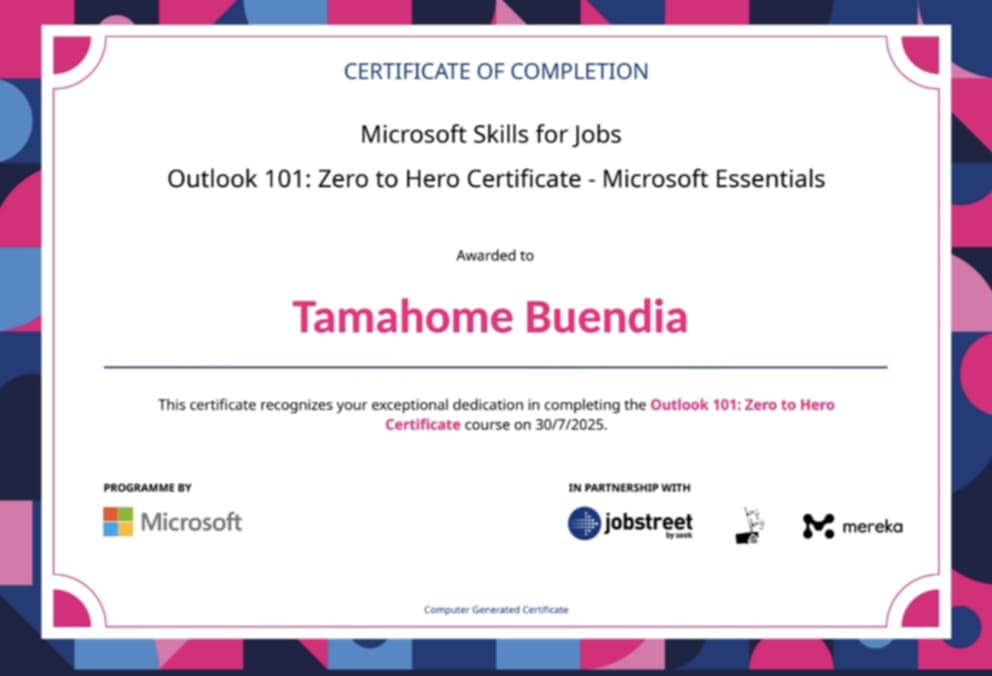 CERTIFICATE OF COMPLETION
Microsoft Skills for Jobs
Outlook 101: Zero to Hero Certificate - Microsoft Essentials
Awarded to
Tamahome Buendia
This certificate recognizes your exceptional dedication in completing the Outlook 101: Zero to Hero
Certificate course on 30/7/2025.
PROGRAMME BY
Microsoft
IN PARTNERSHIP WITH
jobstreet
by seek
mereka
Computer Generated Certificate